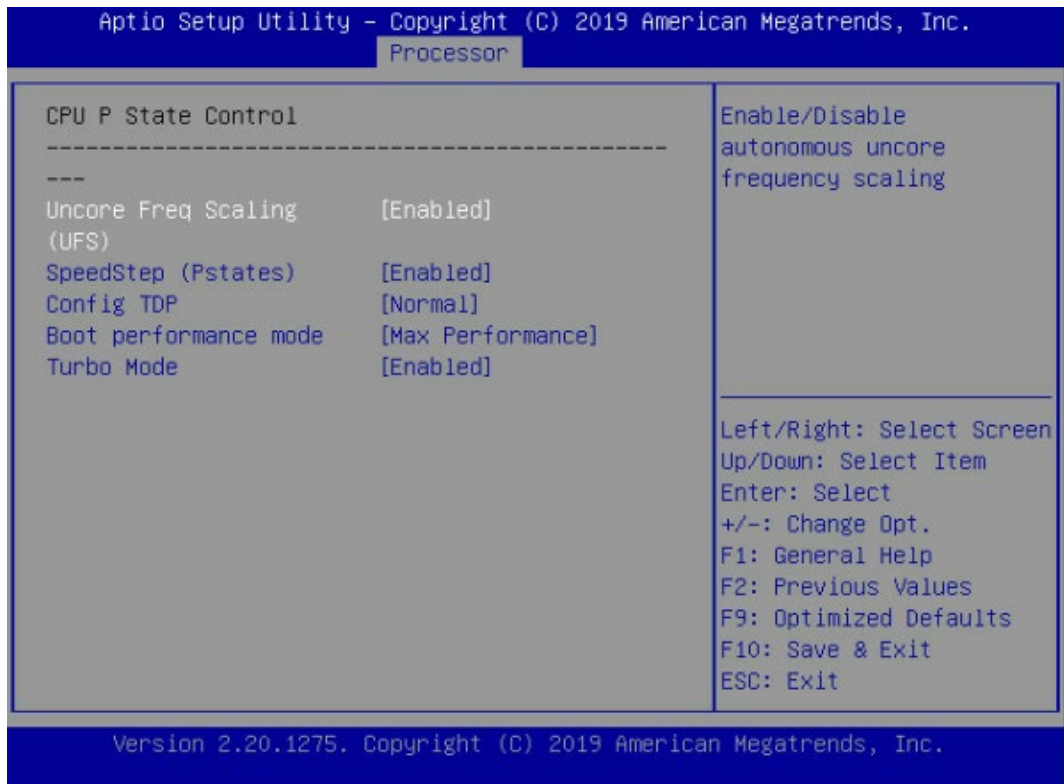 Aptio Setup Utility – Copyright (C) 2019 American Megatrends, Inc.
Processor
CPU P State Control
-----------------------------------------------
---
Uncore Freq Scaling [Enabled]
(UFS)
SpeedStep (Pstates) [Enabled]
Config TDP [Normal]
Boot performance mode [Max Performance]
Turbo Mode [Enabled]
Enable/Disable
autonomous uncore
frequency scaling
Left/Right: Select Screen
Up/Down: Select Item
Enter: Select
+/-: Change Opt.
F1: General Help
F2: Previous Values
F9: Optimized Defaults
F10: Save & Exit
ESC: Exit
Version 2.20.1275. Copyright (C) 2019 American Megatrends, Inc.